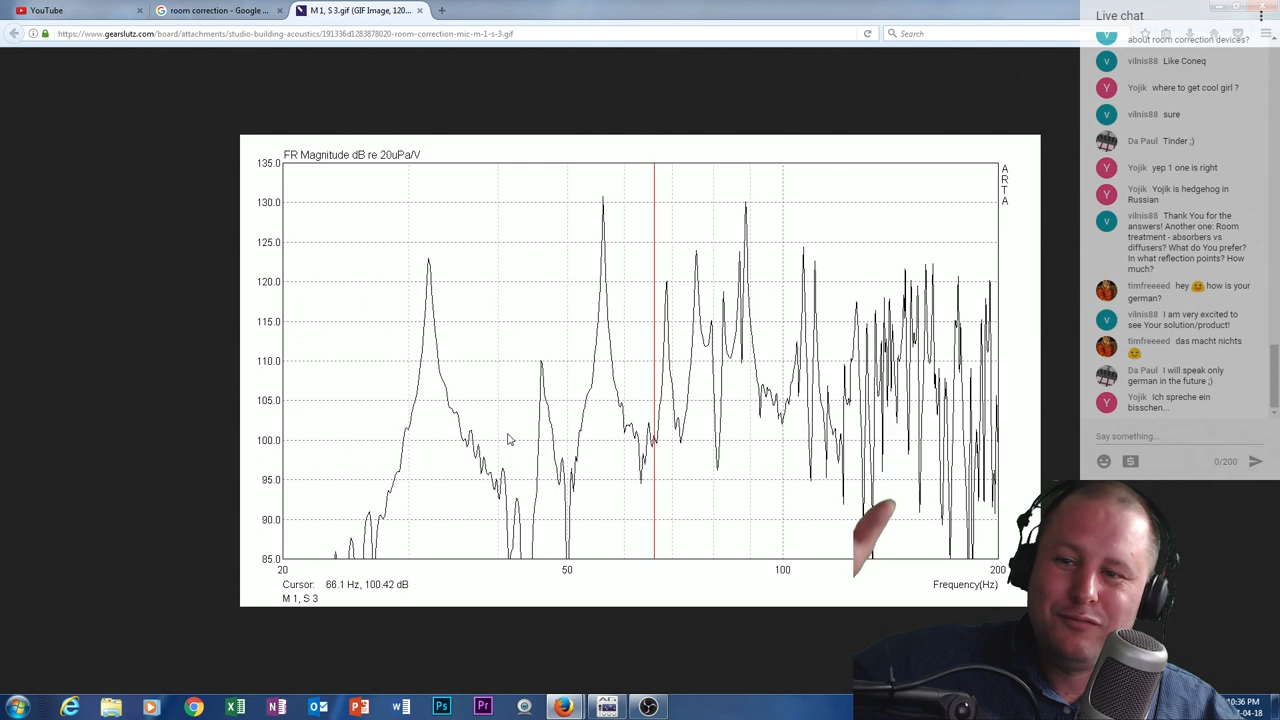 YouTube
room correction - Google ...
M 1, S 3.gif (GIF Image, 120...
https://www.gearslutz.com/board/attachments/studio-building-acoustics/191336d1283878020-room-correction-mic-m-1-s-3.gif
Search
Live chat
about room correction devices?
vilnis88 Like Coneq
Yojik where to get cool girl ?
vilnis88 sure
Da Paul Tinder ;)
Yojik yep 1 one is right
Yojik Yojik is hedgehog in
Russian
vilnis88 Thank You for the
answers! Another one: Room
treatment - absorbers vs
diffusers? What do You prefer?
In what reflection points? How
much?
timfreeeed hey 😀 how is your
german?
vilnis88 I am very excited to
see Your solution/product!
timfreeeed das macht nichts
😀
Da Paul I will speak only
german in the future ;)
Yojik Ich spreche ein
bisschen...
Say something...
0/200
FR Magnitude dB re 20uPa/V
A
R
T
A
135.0
130.0
125.0
120.0
115.0
110.0
105.0
100.0
95.0
90.0
85.0
20
50
100
200
Cursor: 66.1 Hz, 100.42 dB
Frequency(Hz)
M 1, S 3
10:36 PM